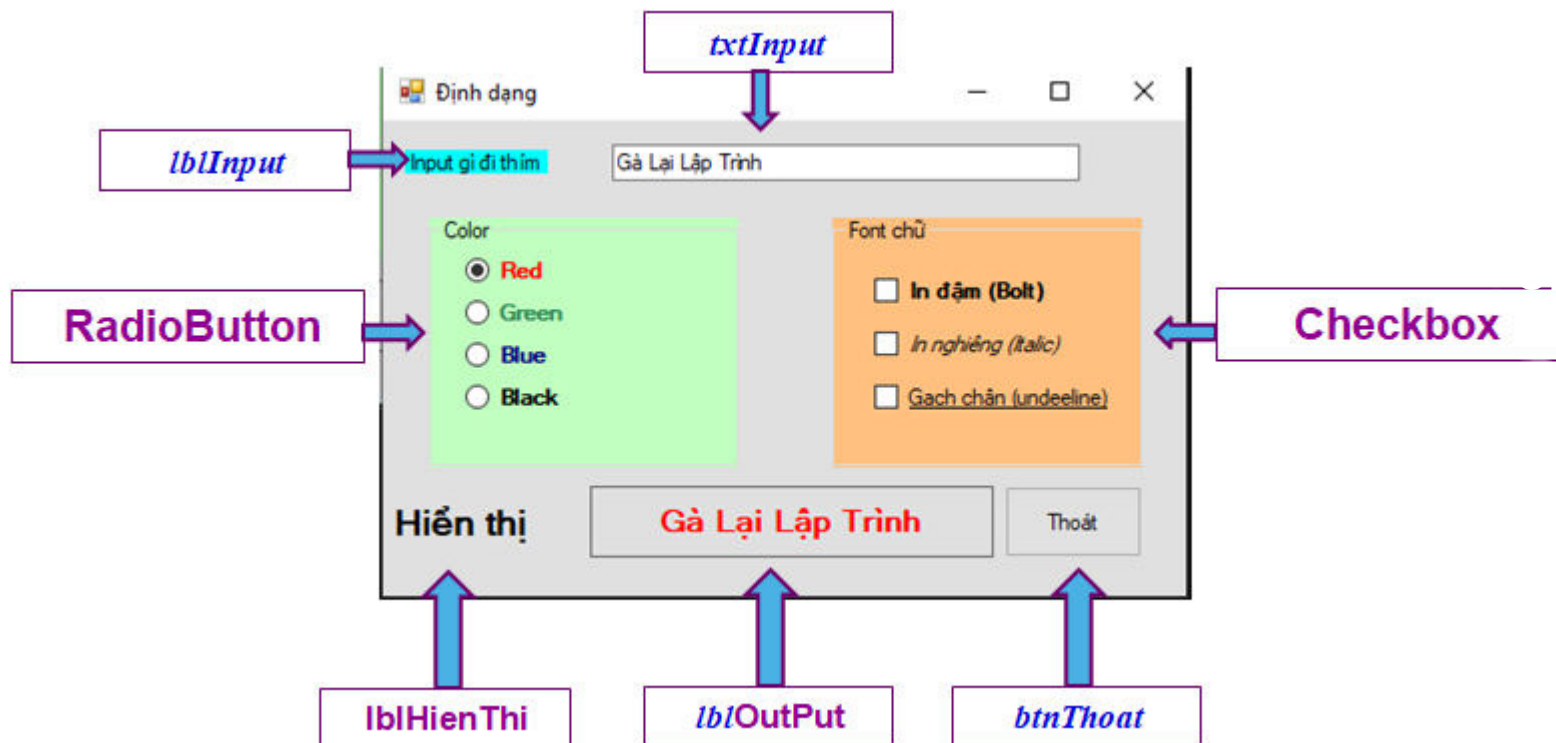 txtInput
Định dạng
lblInput
Input gi đi thím
Gà Lại Lập Trình
Color
Red
Green
Blue
Black
Font chữ
In đậm (Bolt)
In nghiêng (Italic)
Gach chân (undeeline)
RadioButton
Checkbox
Hiển thị
Gà Lại Lập Trình
Thoát
lblHienThi
lblOutPut
btnThoat